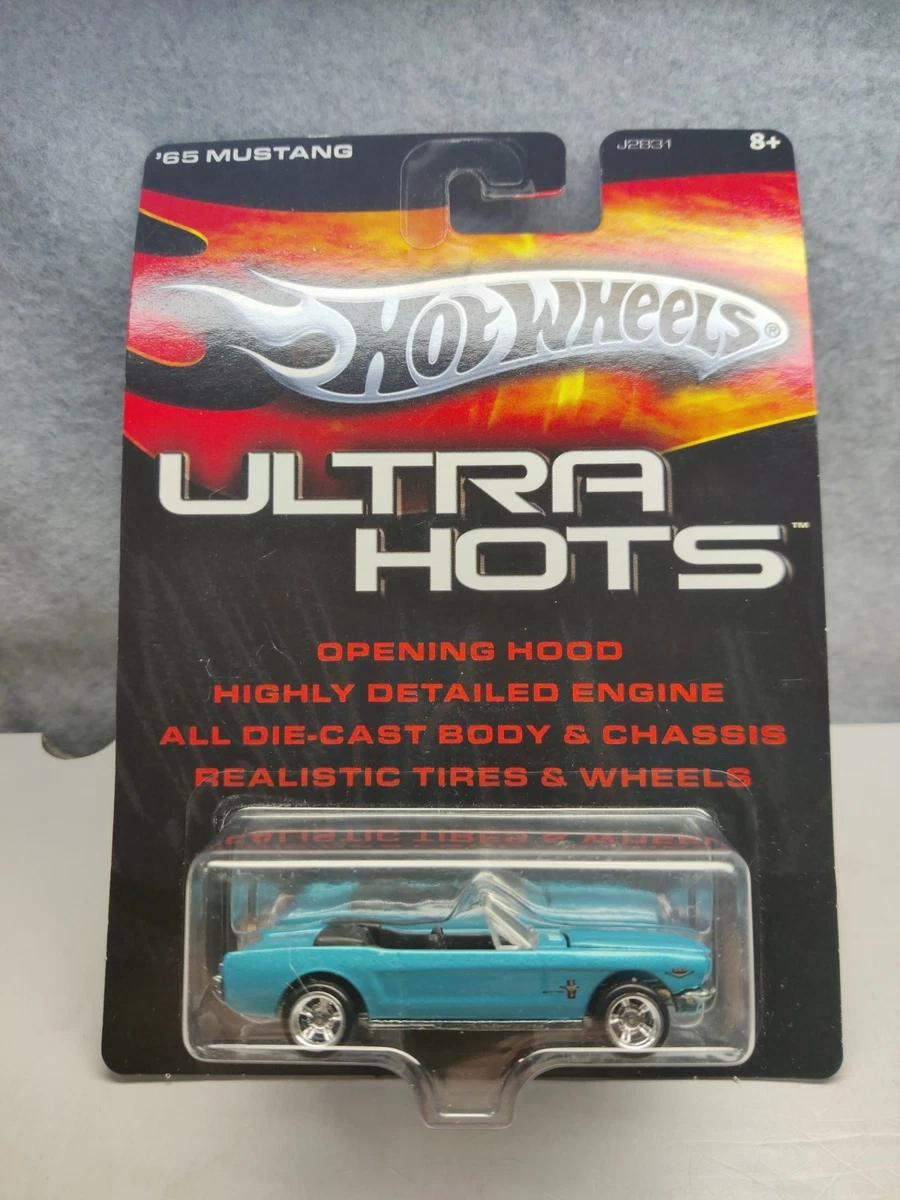 '65 MUSTANG
J2831
8+
HOT WHEELS®
ULTRA
HOTS™
OPENING HOOD
HIGHLY DETAILED ENGINE
ALL DIE-CAST BODY & CHASSIS
REALISTIC TIRES & WHEELS